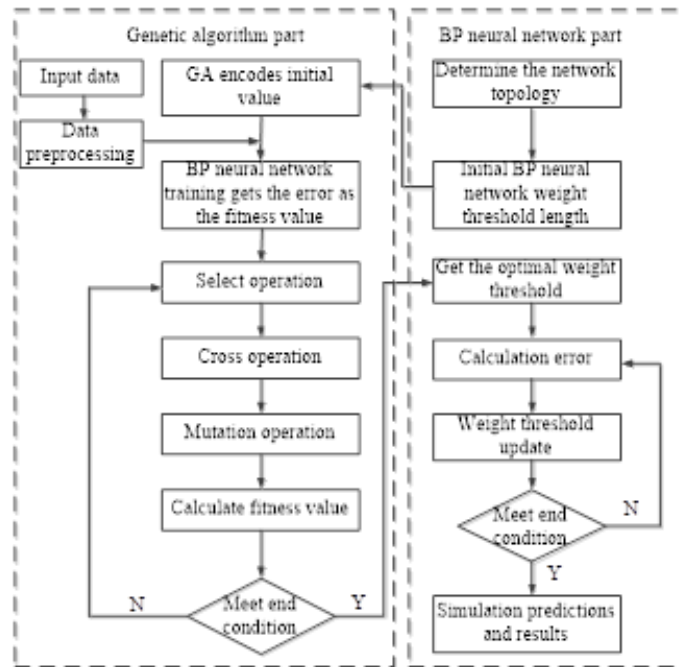 Genetic algorithm part
Input data
Data
preprocessing
GA encodes initial
value
BP neural network
training gets the error as
the fitness value
Select operation
Cross operation
Mutation operation
Calculate fitness value
Meet end
condition
N
Y
BP neural network part
Determine the network
topology
Initial BP neural
network weight
threshold length
Get the optimal weight
threshold
Calculation error
Weight threshold
update
Meet end
condition
N
Y
Simulation predictions
and results